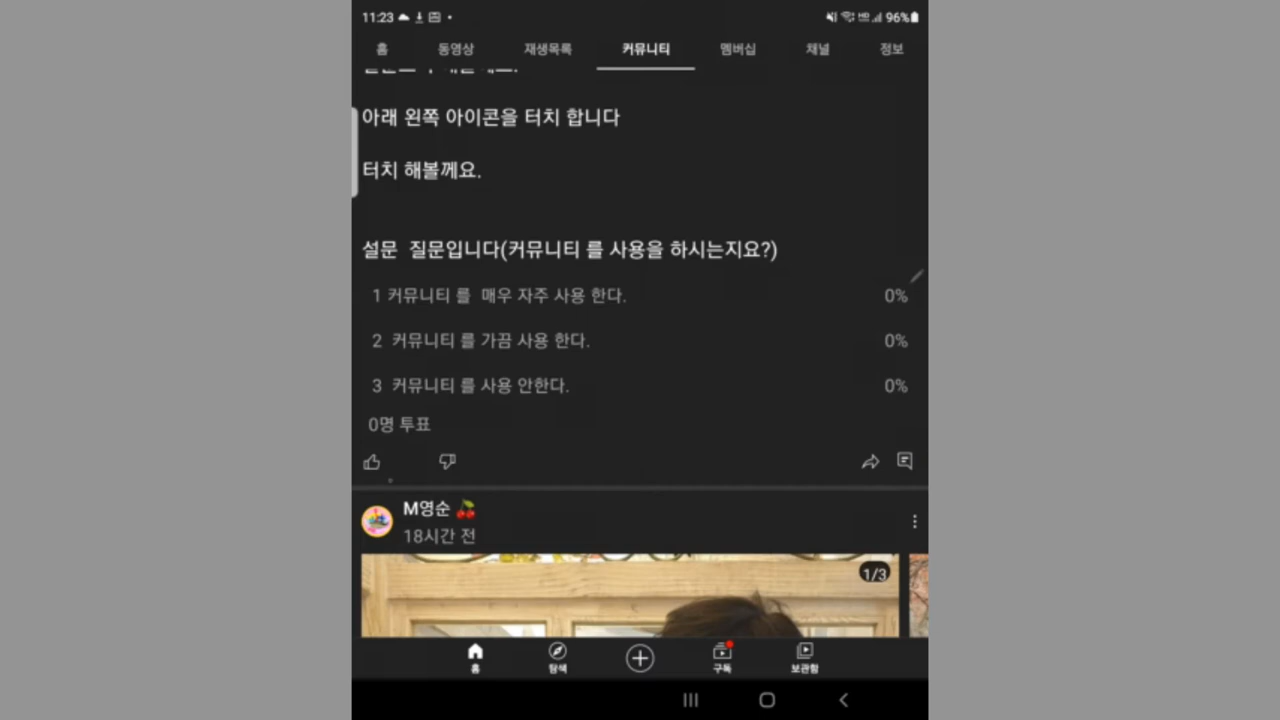 11:23
96%
홈 동영상 재생목록 커뮤니티 멤버십 채널 정보
아래 왼쪽 아이콘을 터치 합니다
터치 해볼께요.
설문 질문입니다(커뮤니티 를 사용을 하시는지요?)
1 커뮤니티 를 매우 자주 사용 한다. 0%
2 커뮤니티 를 가끔 사용 한다. 0%
3 커뮤니티 를 사용 안한다. 0%
0명 투표
M영순
18시간 전
1/3
홈 탐색 구독 보관함